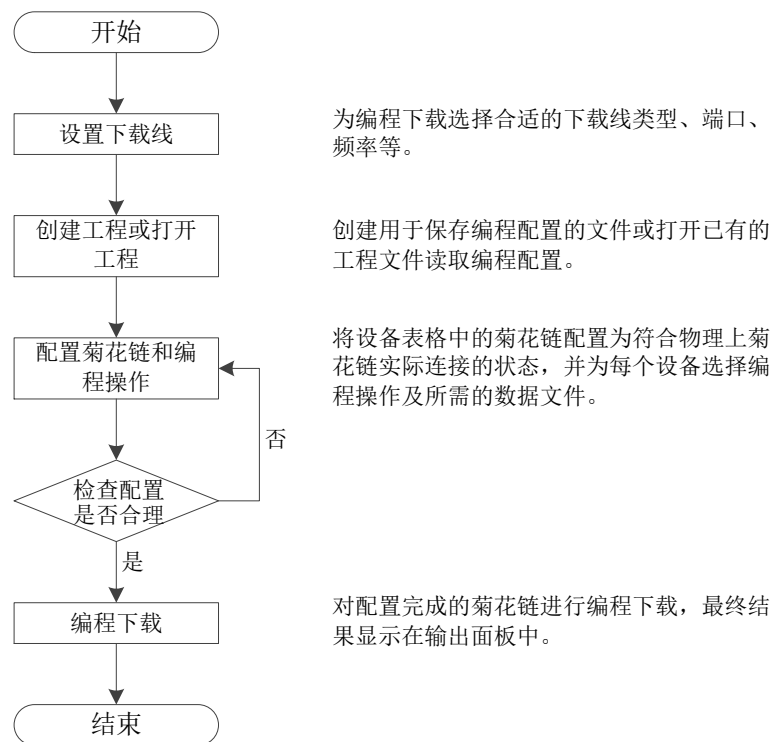 开始
设置下载线
为编程下载选择合适的下载线类型、端口、
频率等。
创建工程或打开
工程
创建用于保存编程配置的文件或打开已有的
工程文件读取编程配置。
配置菊花链和编
程操作
将设备表格中的菊花链配置为符合物理上菊
花链实际连接的状态，并为每个设备选择编
程操作及所需的数据文件。
否
检查配置
是否合理
是
编程下载
对配置完成的菊花链进行编程下载，最终结
果显示在输出面板中。
结束